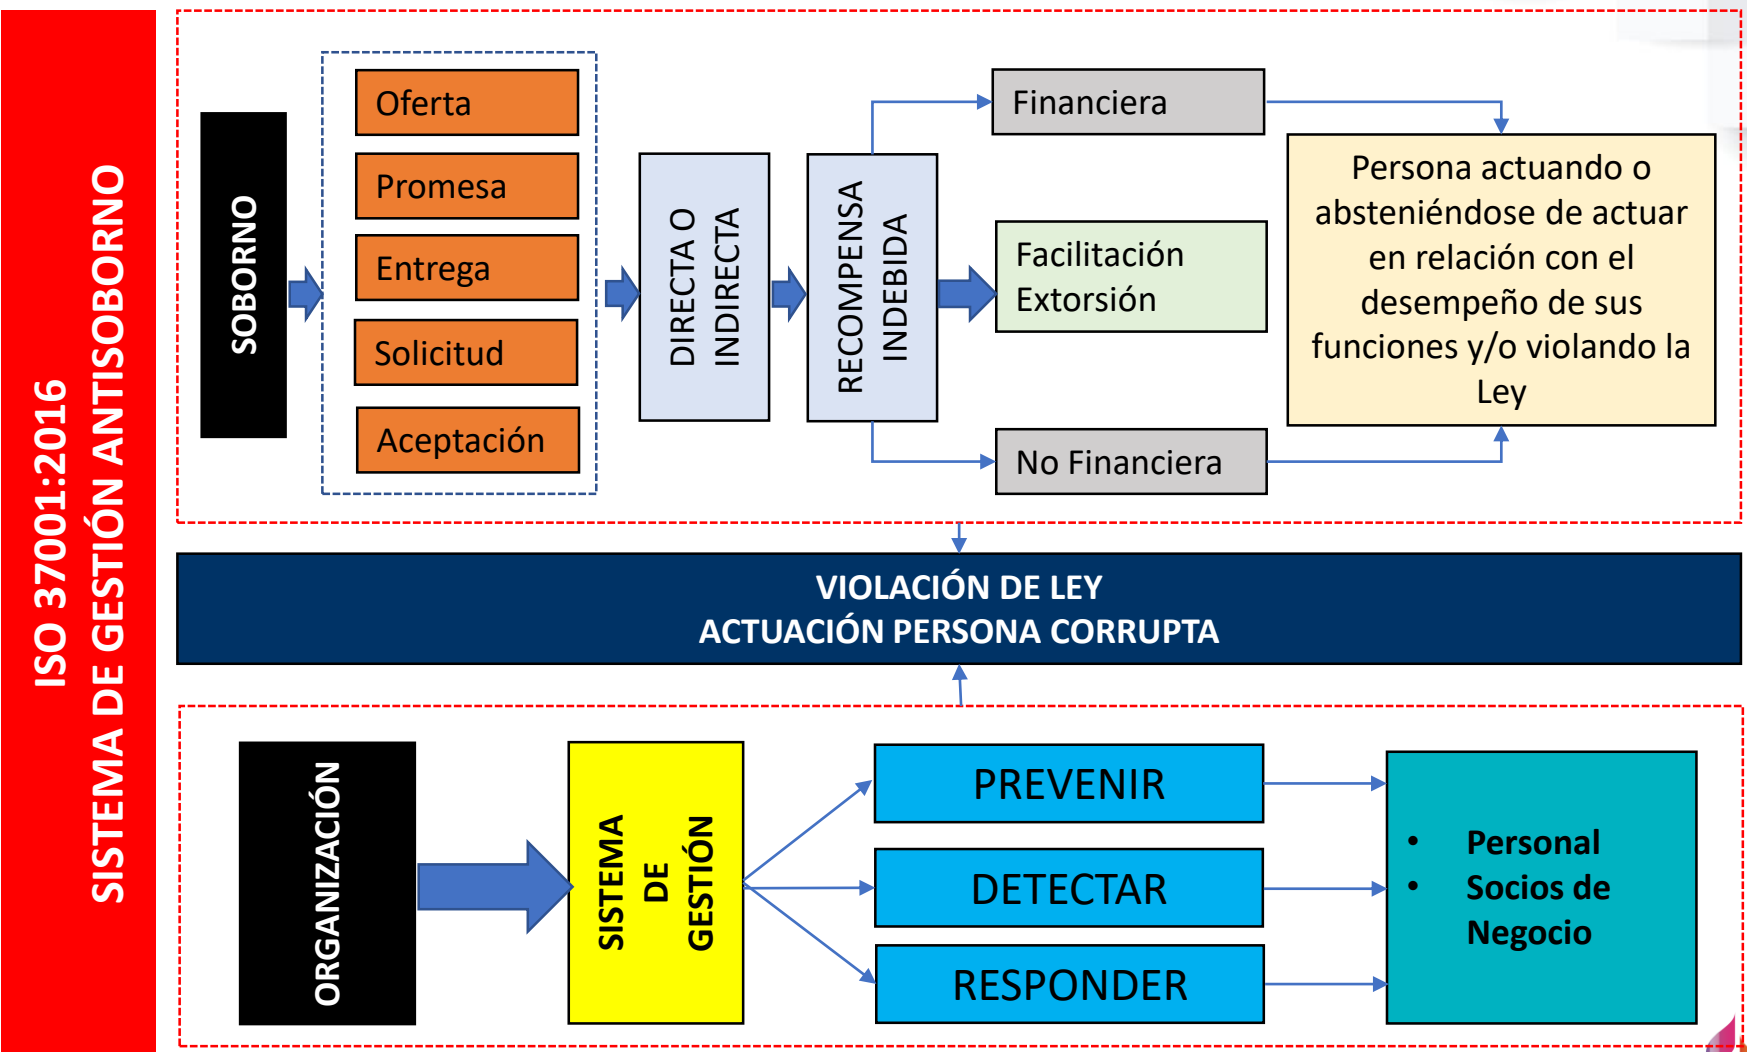 ISO 37001:2016
SISTEMA DE GESTIÓN ANTISOBORNO
SOBORNO
Oferta
Promesa
Entrega
Solicitud
Aceptación
DIRECTA O
INDIRECTA
RECOMPENSA
INDEBIDA
Financiera
Facilitación
Extorsión
No Financiera
Persona actuando o
absteniéndose de actuar
en relación con el
desempeño de sus
funciones y/o violando la
Ley
VIOLACIÓN DE LEY
ACTUACIÓN PERSONA CORRUPTA
ORGANIZACIÓN
SISTEMA
DE
GESTIÓN
PREVENIR
DETECTAR
RESPONDER
• Personal
• Socios de
Negocio